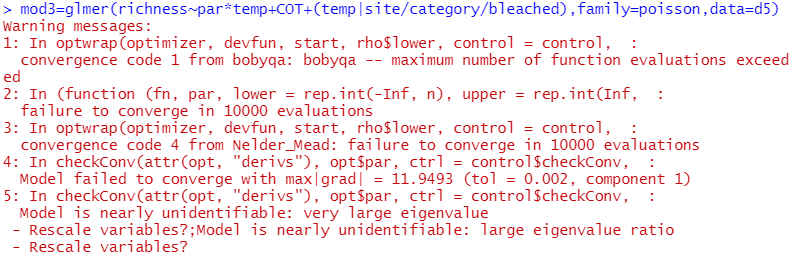 > mod3=glmer(richness~par*temp+COT+(temp|site/category/bleached),family=poisson,data=d5)
Warning messages:
1: In optwrap(optimizer, devfun, start, rho$lower, control = control,  :
  convergence code 1 from bobyqa: bobyqa -- maximum number of function evaluations exceed
ed
2: In (function (fn, par, lower = rep.int(-Inf, n), upper = rep.int(Inf,  :
  failure to converge in 10000 evaluations
3: In optwrap(optimizer, devfun, start, rho$lower, control = control,  :
  convergence code 4 from Nelder_Mead: failure to converge in 10000 evaluations
4: In checkConv(attr(opt, "derivs"), opt$par, ctrl = control$checkConv,  :
  Model failed to converge with max|grad| = 11.9493 (tol = 0.002, component 1)
5: In checkConv(attr(opt, "derivs"), opt$par, ctrl = control$checkConv,  :
  Model is nearly unidentifiable: very large eigenvalue
 - Rescale variables?;Model is nearly unidentifiable: large eigenvalue ratio
 - Rescale variables?